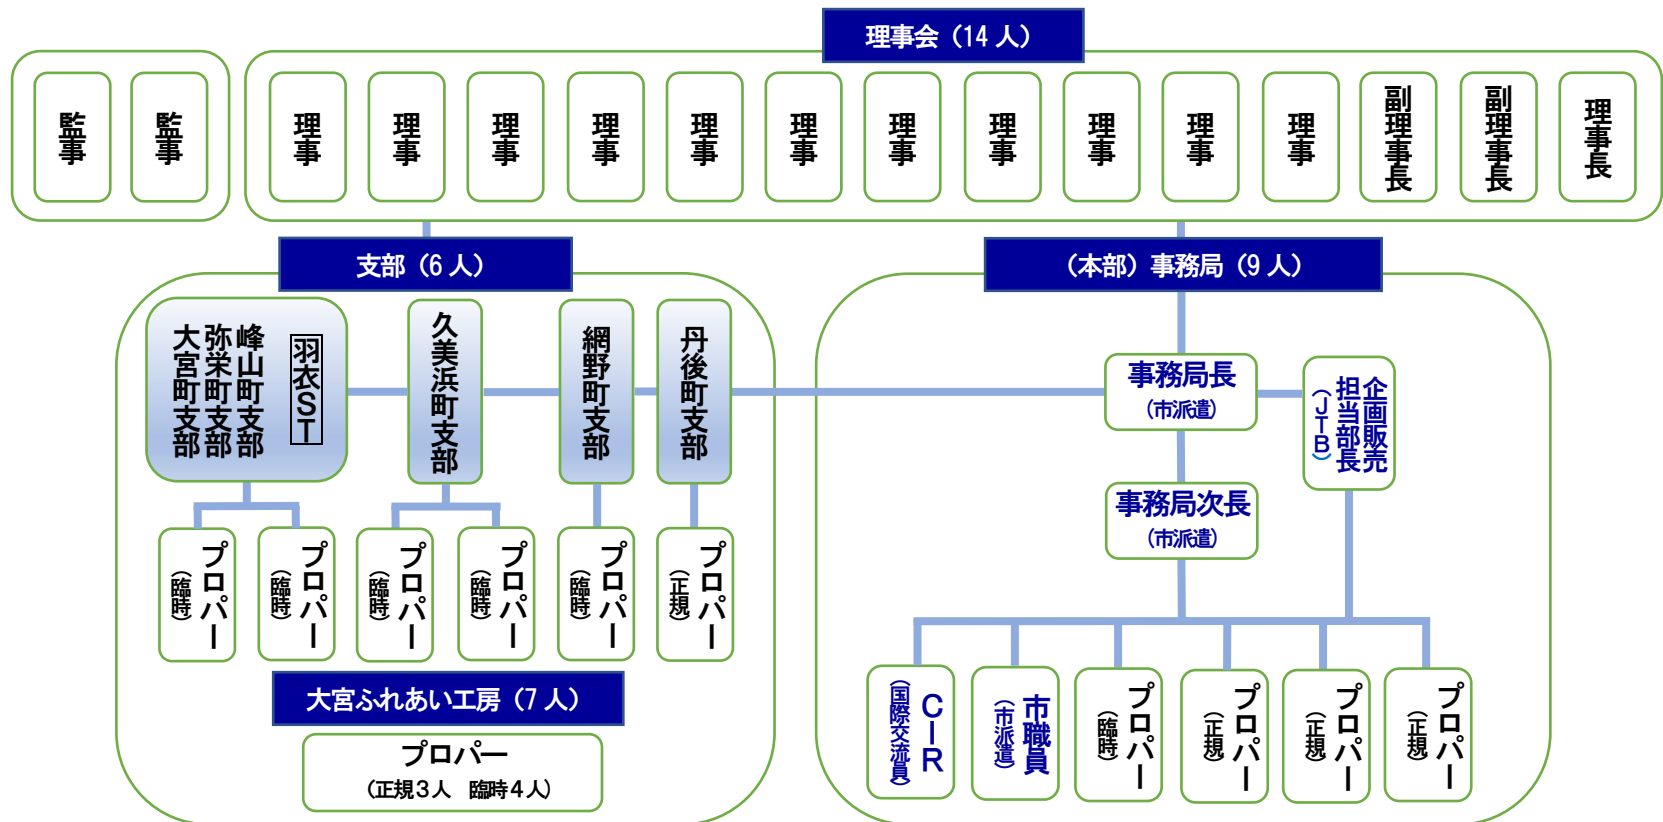 理事会（14人）
監事
監事
理事
理事
理事
理事
理事
理事
理事
理事
理事
理事
理事
副理事長
副理事長
理事長
支部（6人）
（本部）事務局（9人）
羽衣ST
峰山町支部
弥栄町支部
大宮町支部
久美浜町支部
網野町支部
丹後町支部
事務局長
（市派遣）
企画販売
担当部長
（JTB）
事務局次長
（市派遣）
プロパー
（臨時）
プロパー
（臨時）
プロパー
（臨時）
プロパー
（臨時）
プロパー
（臨時）
プロパー
（正規）
大宮ふれあい工房（7人）
プロパー
（正規3人　臨時4人）
CIR
（国際交流員）
市職員
（市派遣）
プロパー
（臨時）
プロパー
（正規）
プロパー
（正規）
プロパー
（正規）